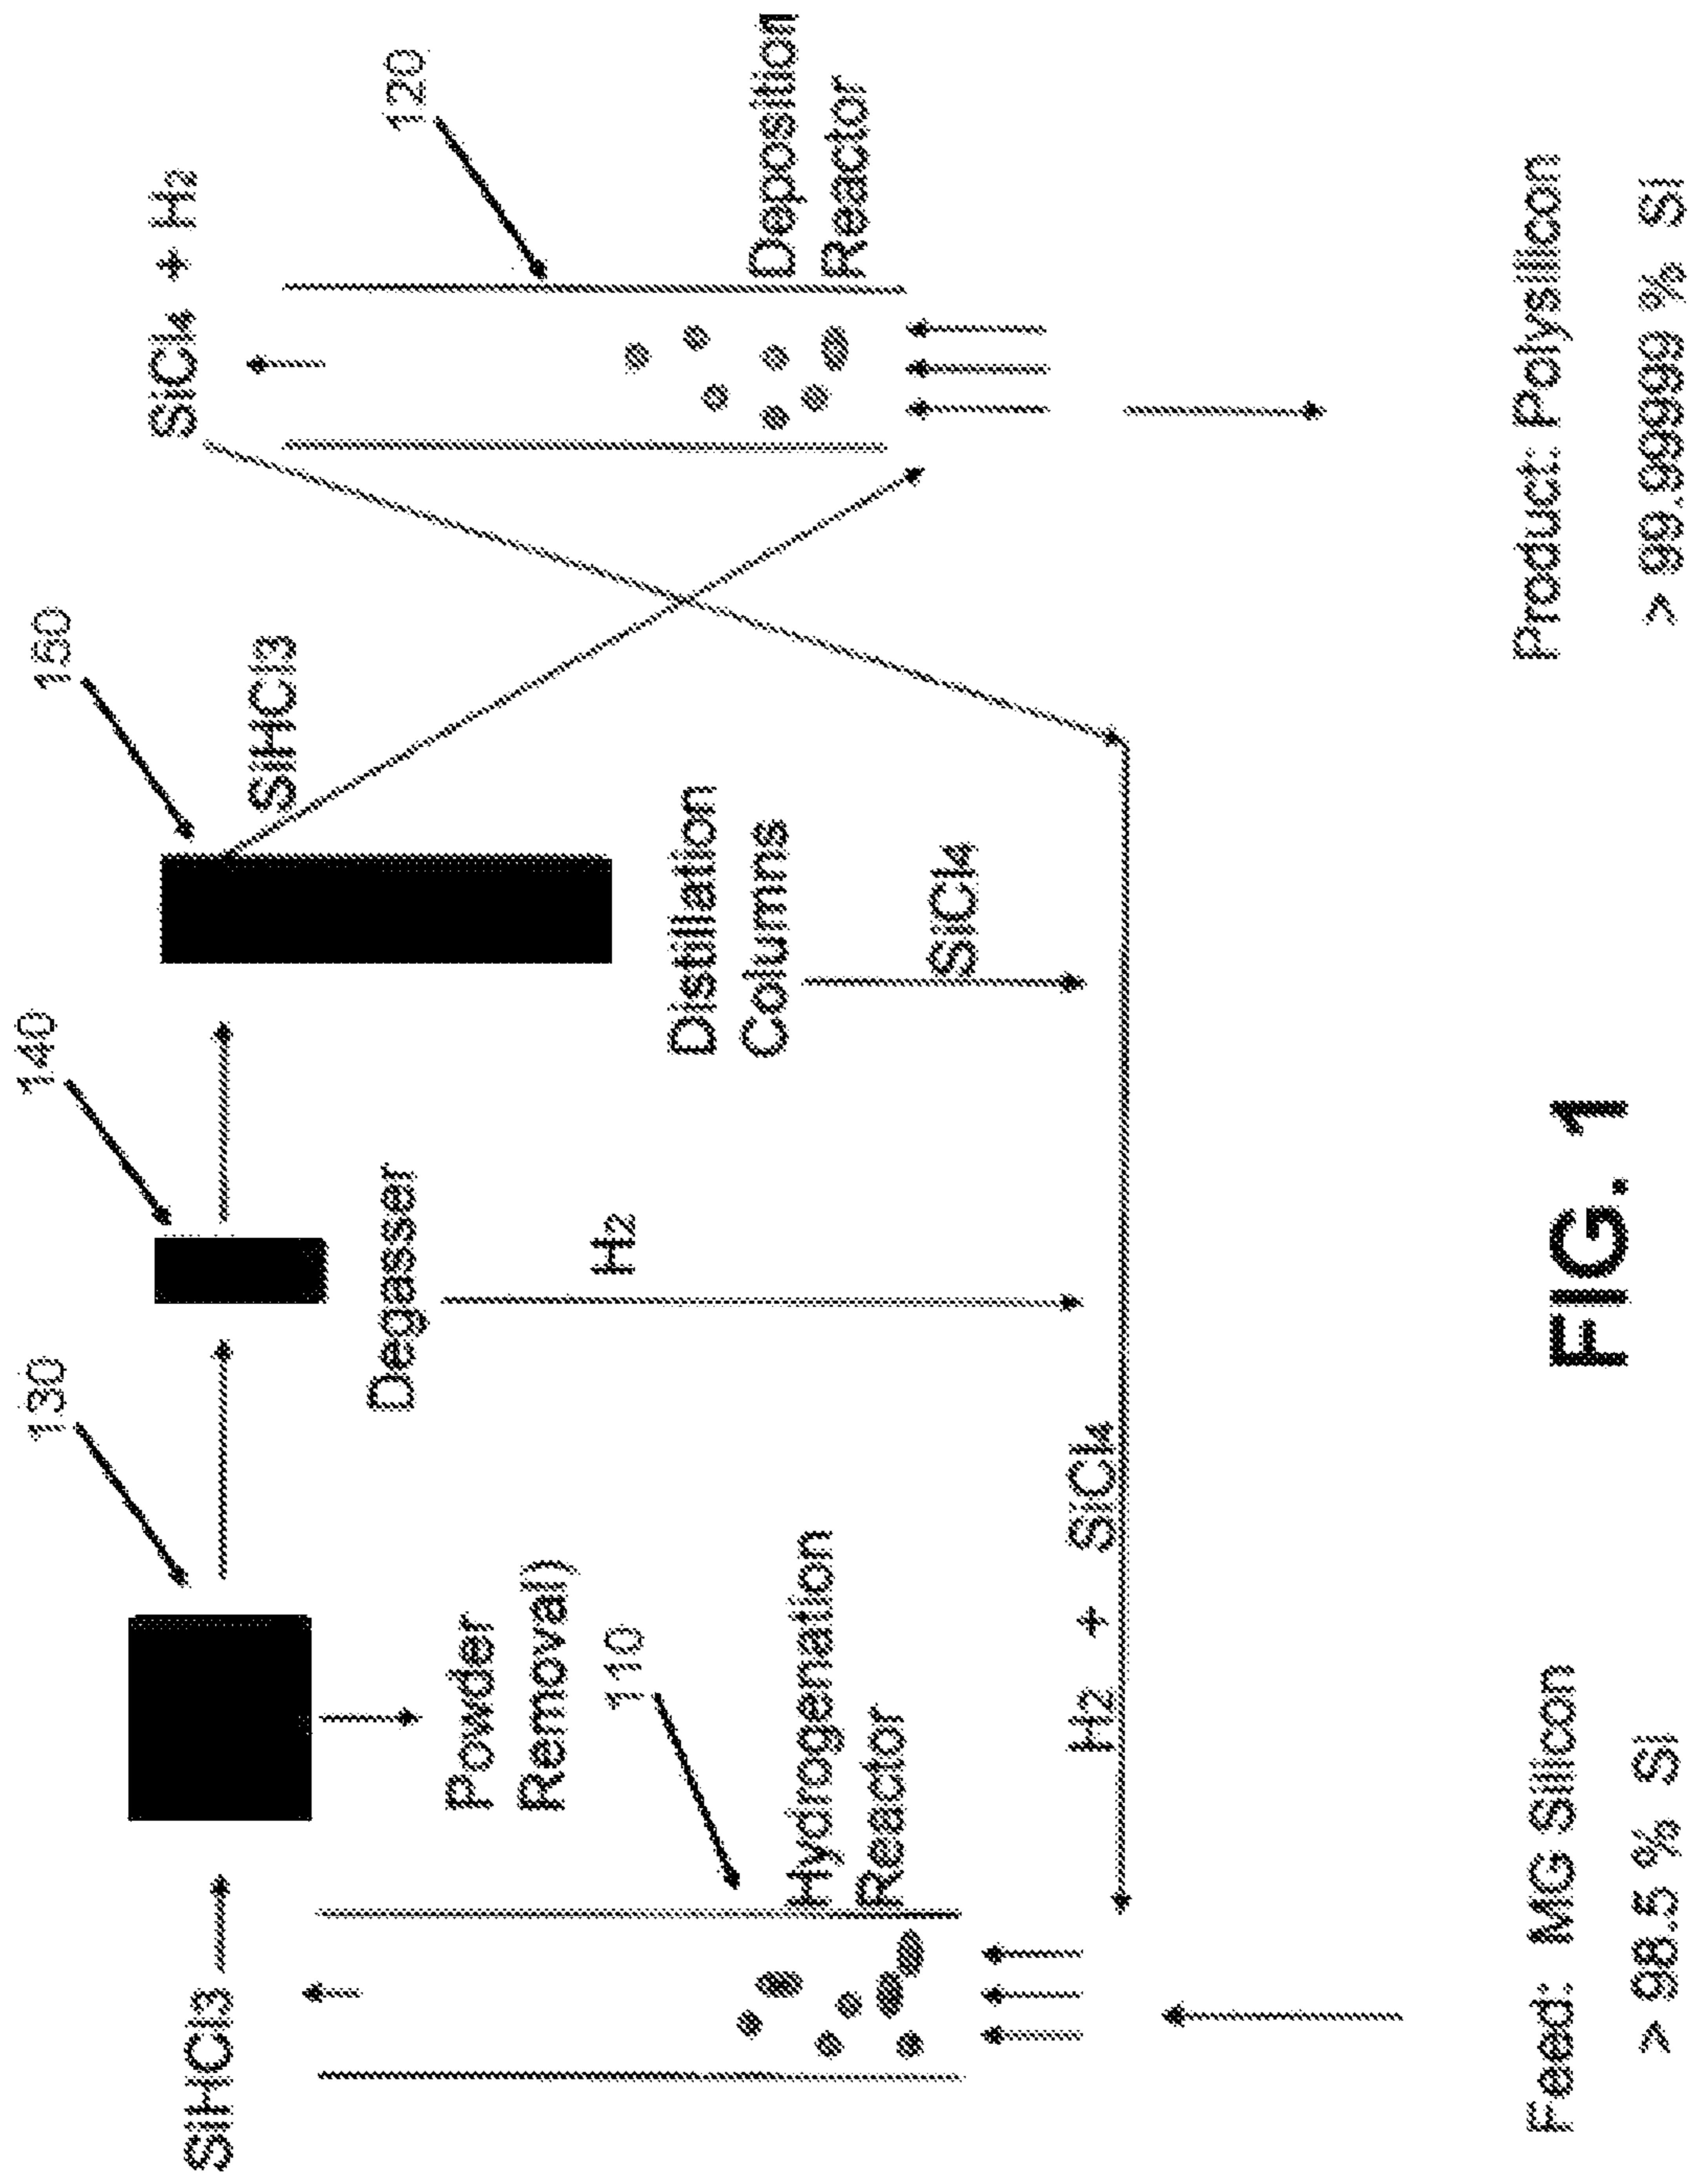 130
140
150
120
SiHCl3
SiHCl3
SiCl₄ + H₂
Powder
Removal)
Degasser
H₂
Distillation
Columns
SiCl₄
110
Hydrogenation
Reactor
Deposition
Reactor
H₂ + SiCl₄
Feed: MG Silicon
> 98.5 % Si
Product: Polysilicon
> 99.9999 % Si
FIG. 1